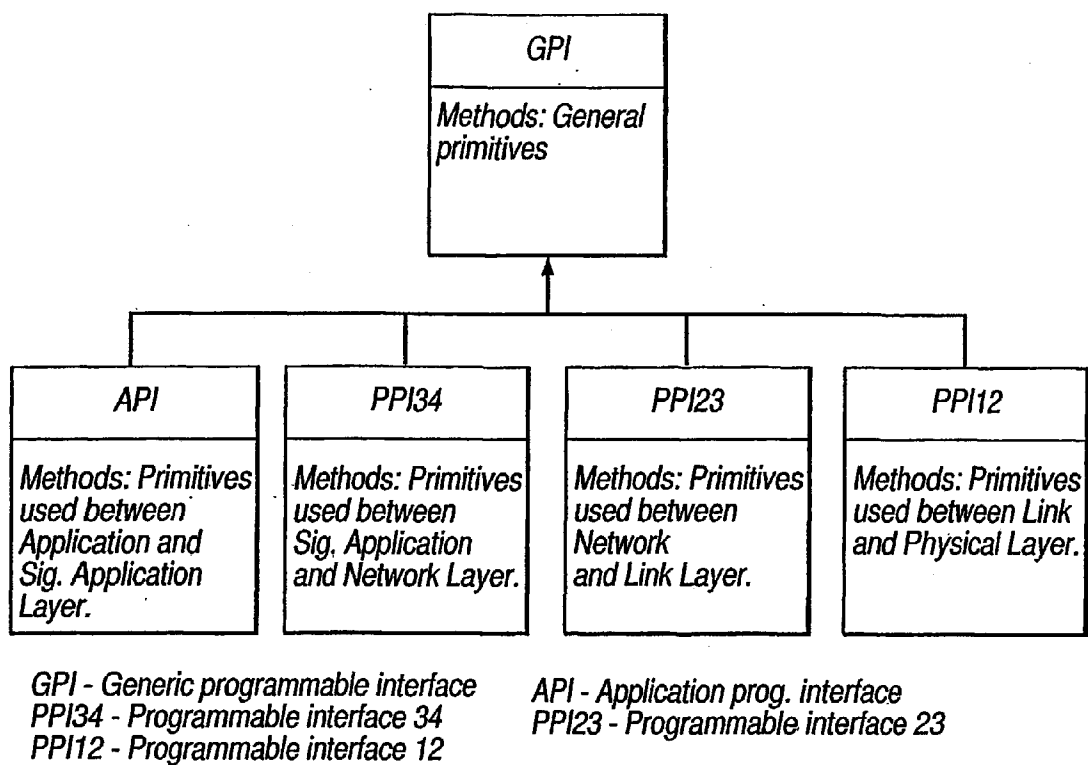 GPI
Methods: General
primitives
API
Methods: Primitives
used between
Application and
Sig. Application
Layer.
PPI34
Methods: Primitives
used between
Sig. Application
and Network Layer.
PPI23
Methods: Primitives
used between
Network
and Link Layer.
PPI12
Methods: Primitives
used between Link
and Physical Layer.
GPI - Generic programmable interface
PPI34 - Programmable interface 34
PPI12 - Programmable interface 12
API - Application prog. interface
PPI23 - Programmable interface 23